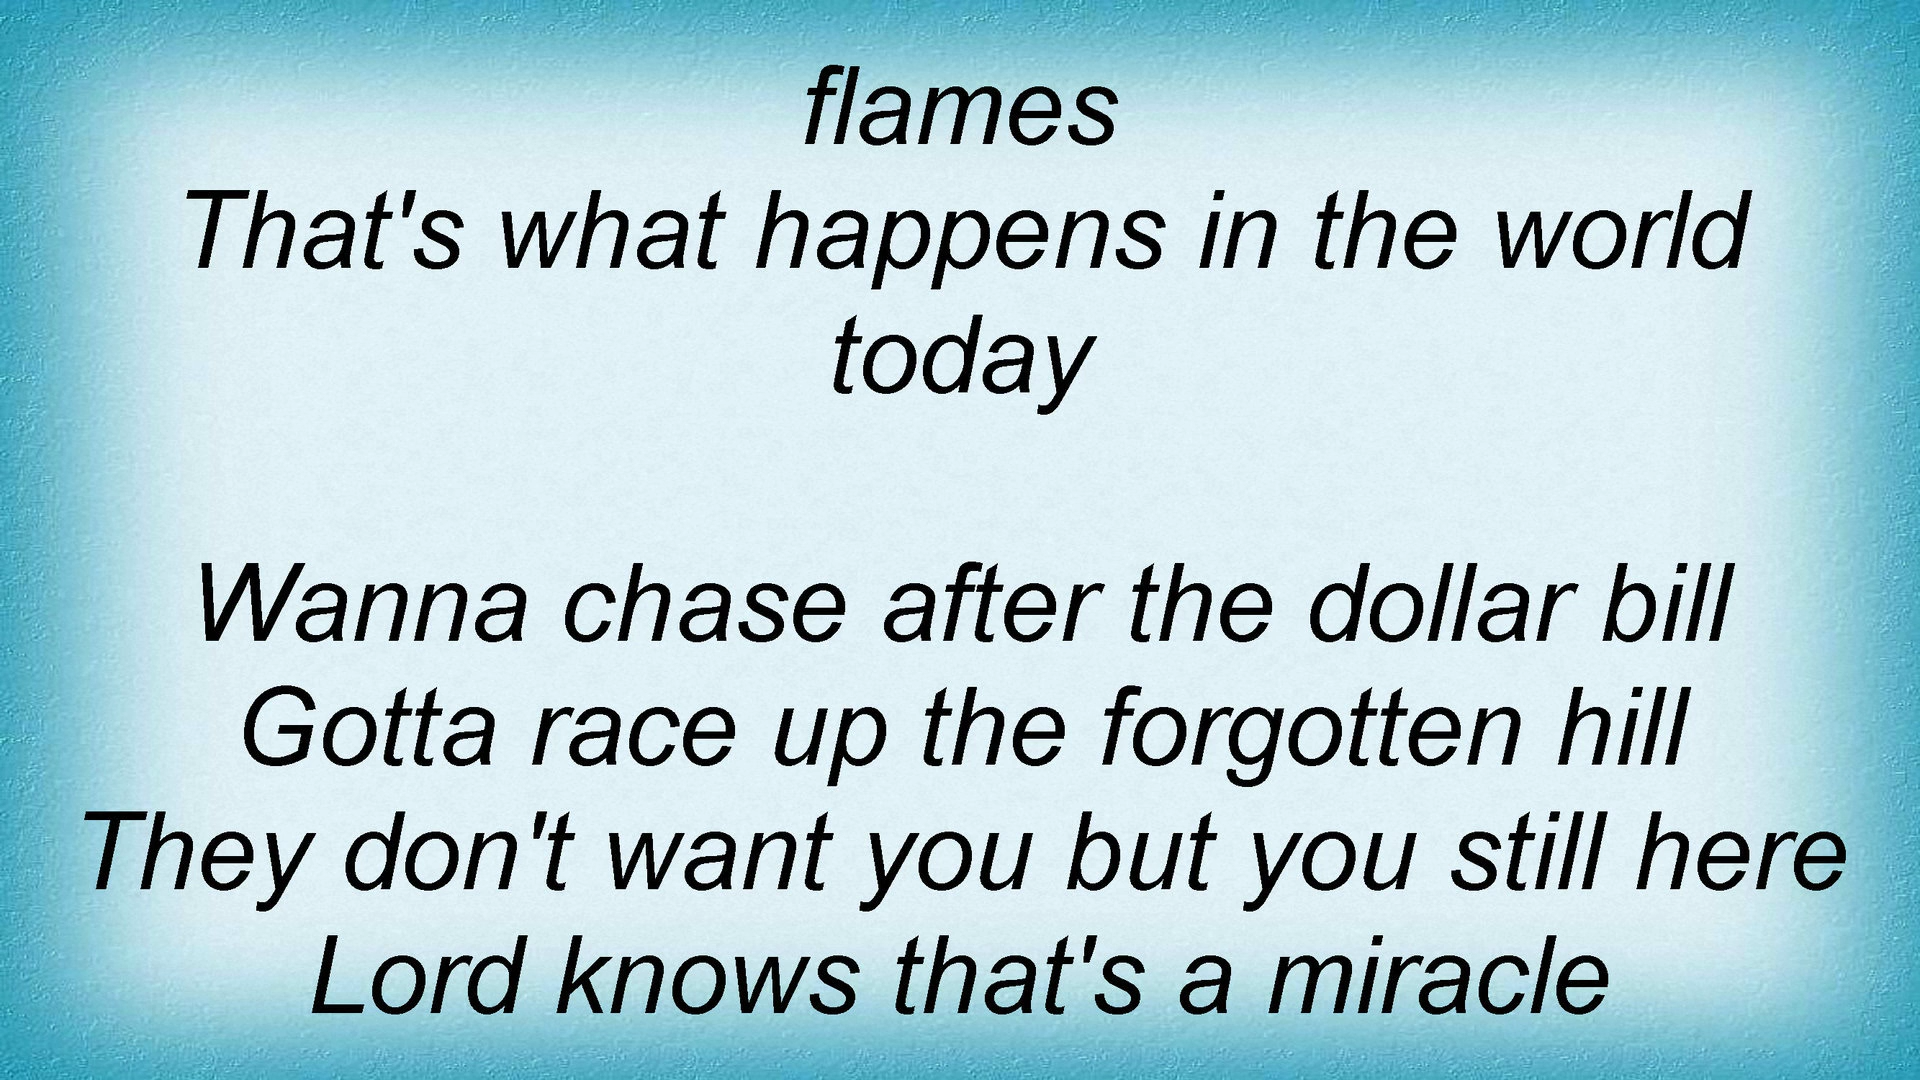 flames
That's what happens in the world
today
Wanna chase after the dollar bill
Gotta race up the forgotten hill
They don't want you but you still here
Lord knows that's a miracle